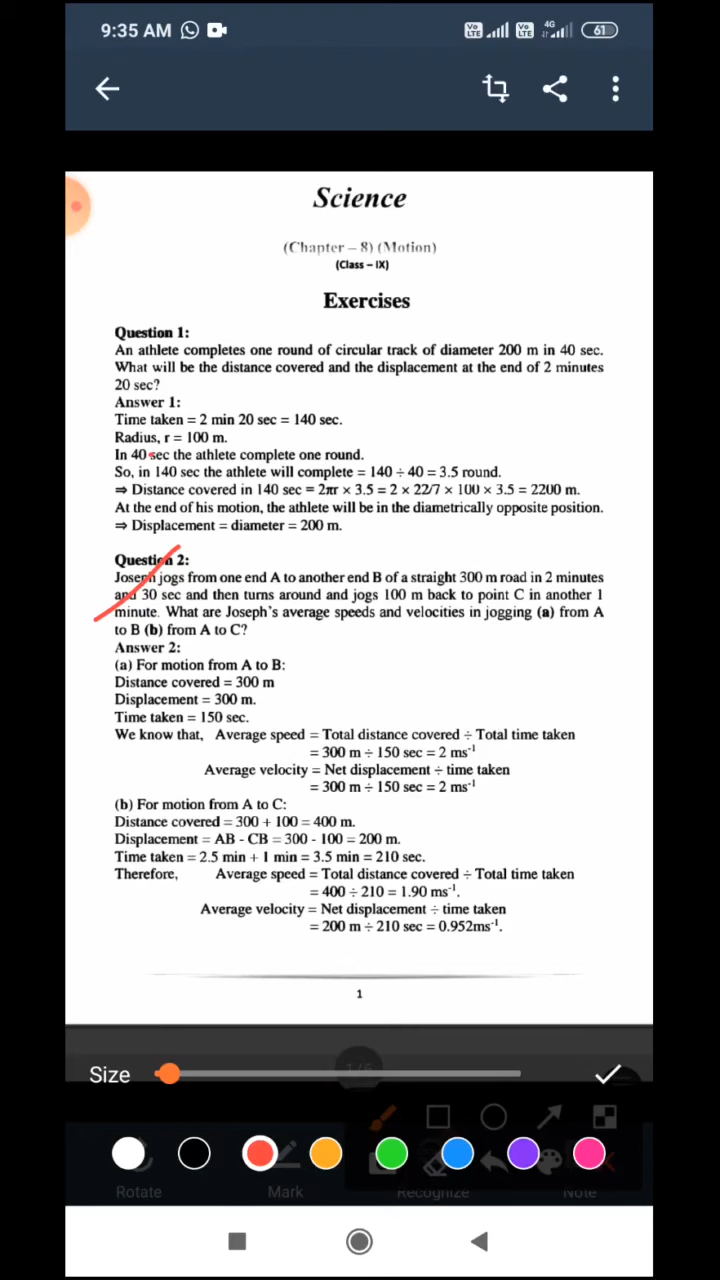 9:35 AM
Vo LTE Vo LTE 4G 61
Science
(Chapter – 8) (Motion)
(Class – IX)
Exercises
Question 1:
An athlete completes one round of circular track of diameter 200 m in 40 sec.
What will be the distance covered and the displacement at the end of 2 minutes
20 sec?
Answer 1:
Time taken = 2 min 20 sec = 140 sec.
Radius, r = 100 m.
In 40 sec the athlete complete one round.
So, in 140 sec the athlete will complete = 140 ÷ 40 = 3.5 round.
⇒ Distance covered in 140 sec = 2πr × 3.5 = 2 × 22/7 × 100 × 3.5 = 2200 m.
At the end of his motion, the athlete will be in the diametrically opposite position.
⇒ Displacement = diameter = 200 m.
Question 2:
Joseph jogs from one end A to another end B of a straight 300 m road in 2 minutes
and 30 sec and then turns around and jogs 100 m back to point C in another 1
minute. What are Joseph's average speeds and velocities in jogging (a) from A
to B (b) from A to C?
Answer 2:
(a) For motion from A to B:
Distance covered = 300 m
Displacement = 300 m.
Time taken = 150 sec.
We know that, Average speed = Total distance covered ÷ Total time taken
= 300 m ÷ 150 sec = 2 ms⁻¹
Average velocity = Net displacement ÷ time taken
= 300 m ÷ 150 sec = 2 ms⁻¹
(b) For motion from A to C:
Distance covered = 300 + 100 = 400 m.
Displacement = AB - CB = 300 - 100 = 200 m.
Time taken = 2.5 min + 1 min = 3.5 min = 210 sec.
Therefore, Average speed = Total distance covered ÷ Total time taken
= 400 ÷ 210 = 1.90 ms⁻¹.
Average velocity = Net displacement ÷ time taken
= 200 m ÷ 210 sec = 0.952ms⁻¹.
1
Size
Rotate Mark Recognize Note